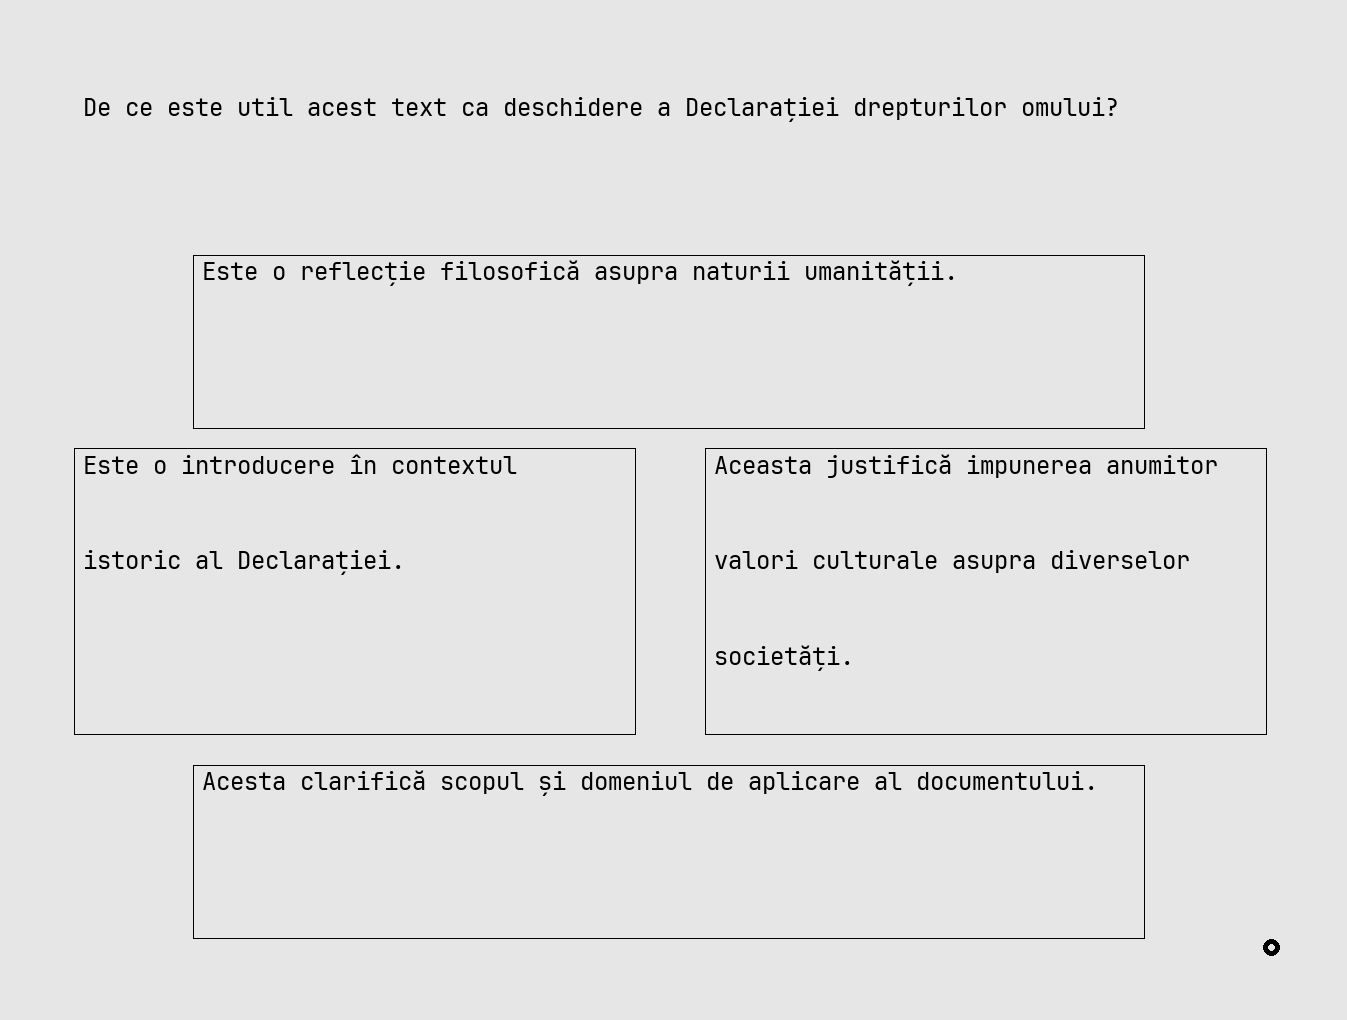 De ce este util acest text ca deschidere a Declarației drepturilor omului?
Este o reflecție filosofică asupra naturii umanității.
Este o introducere în contextul
istoric al Declarației.
Aceasta justifică impunerea anumitor
valori culturale asupra diverselor
societăți.
Acesta clarifică scopul și domeniul de aplicare al documentului.